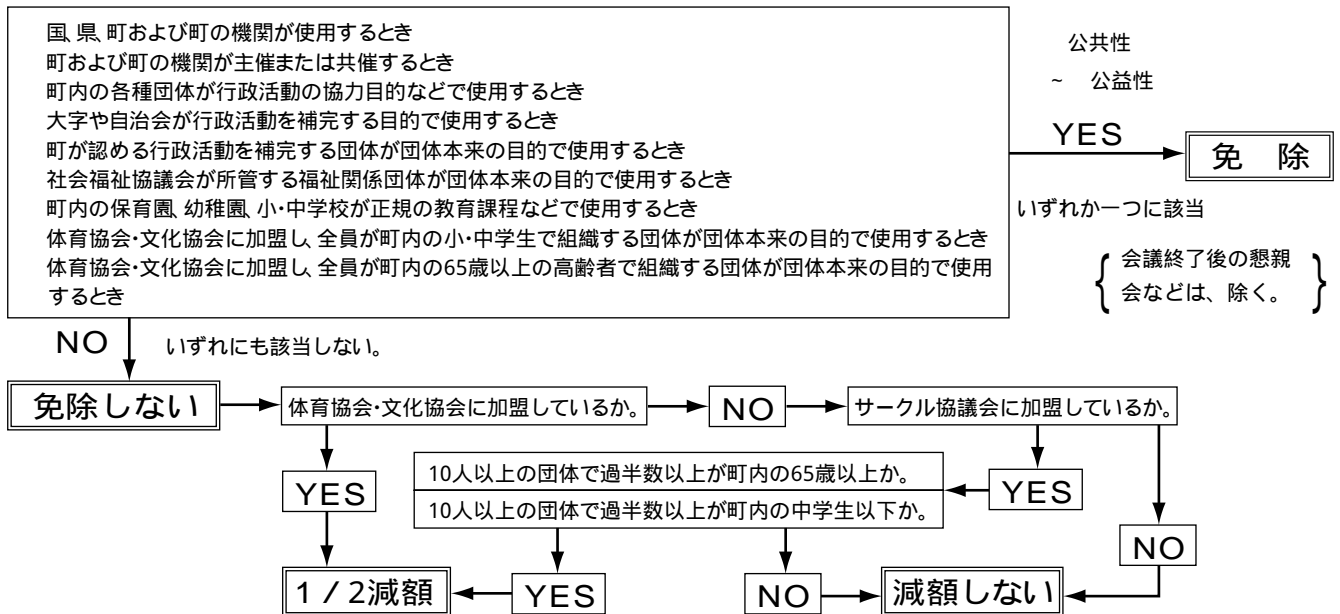 国、県、町および町の機関が使用するとき
町および町の機関が主催または共催するとき
町内の各種団体が行政活動の協力目的などで使用するとき
大字や自治会が行政活動を補完する目的で使用するとき
町が認める行政活動を補完する団体が団体本来の目的で使用するとき
社会福祉協議会が所管する福祉関係団体が団体本来の目的で使用するとき
町内の保育園、幼稚園、小・中学校が正規の教育課程などで使用するとき
体育協会・文化協会に加盟し、全員が町内の小・中学生で組織する団体が団体本来の目的で使用するとき
体育協会・文化協会に加盟し、全員が町内の65歳以上の高齢者で組織する団体が団体本来の目的で使用
するとき
公共性
~ 公益性
YES
免 除
いずれか一つに該当
会議終了後の懇親
会などは、除く。
NO いずれにも該当しない。
免除しない
体育協会・文化協会に加盟しているか。
NO
サークル協議会に加盟しているか。
YES
10人以上の団体で過半数以上が町内の65歳以上か。
10人以上の団体で過半数以上が町内の中学生以下か。
YES
NO
1/2減額
YES
NO
減額しない